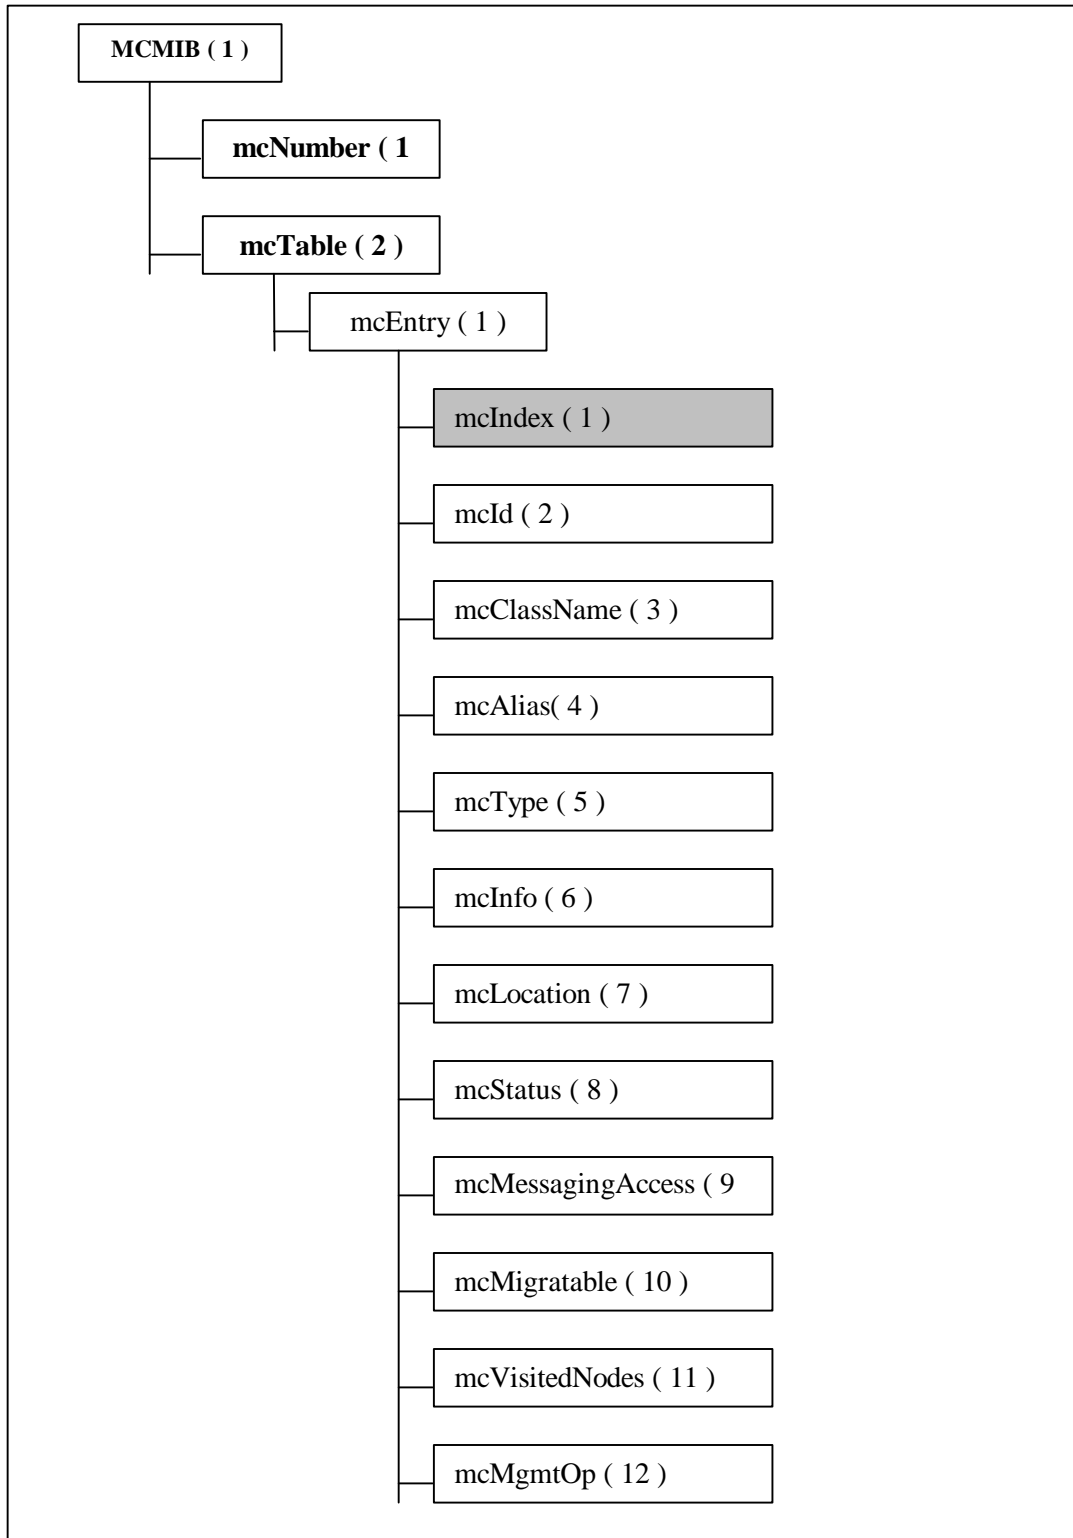 MCMIB ( 1 )
mcNumber ( 1
mcTable ( 2 )
mcEntry ( 1 )
mcIndex ( 1 )
mcId ( 2 )
mcClassName ( 3 )
mcAlias( 4 )
mcType ( 5 )
mcInfo ( 6 )
mcLocation ( 7 )
mcStatus ( 8 )
mcMessagingAccess ( 9
mcMigratable ( 10 )
mcVisitedNodes ( 11 )
mcMgmtOp ( 12 )